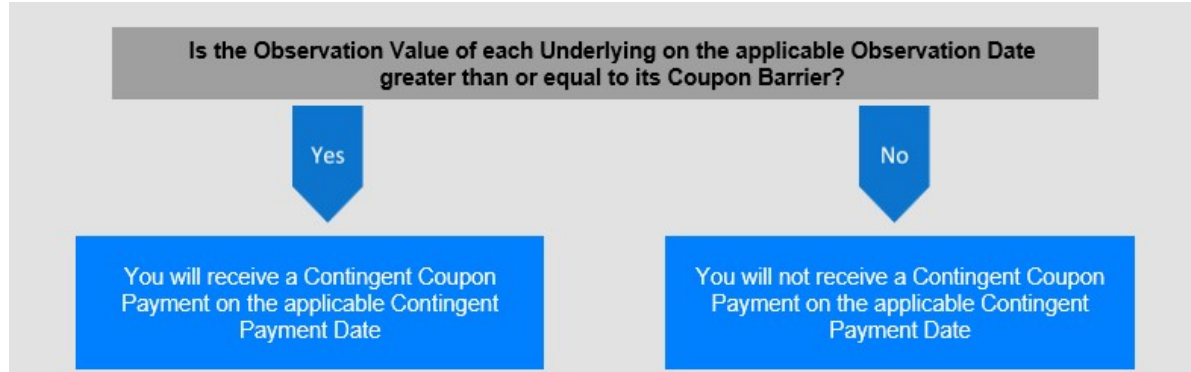 Is the Observation Value of each Underlying on the applicable Observation Date
greater than or equal to its Coupon Barrier?
Yes
No
You will receive a Contingent Coupon
Payment on the applicable Contingent
Payment Date
You will not receive a Contingent Coupon
Payment on the applicable Contingent
Payment Date